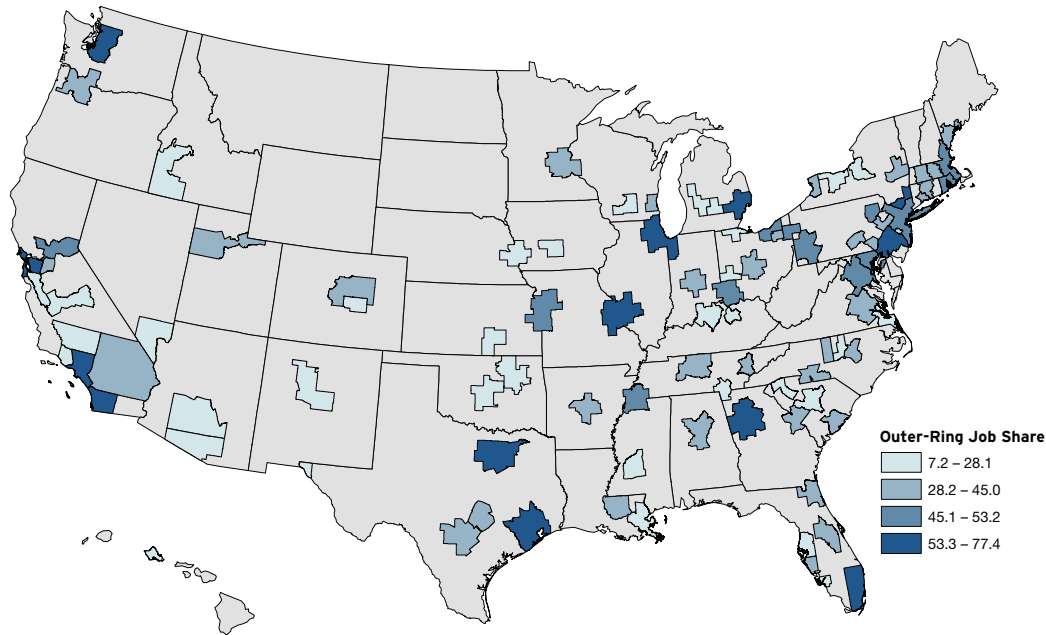 Outer-Ring Job Share
7.2 – 28.1
28.2 – 45.0
45.1 – 53.2
53.3 – 77.4